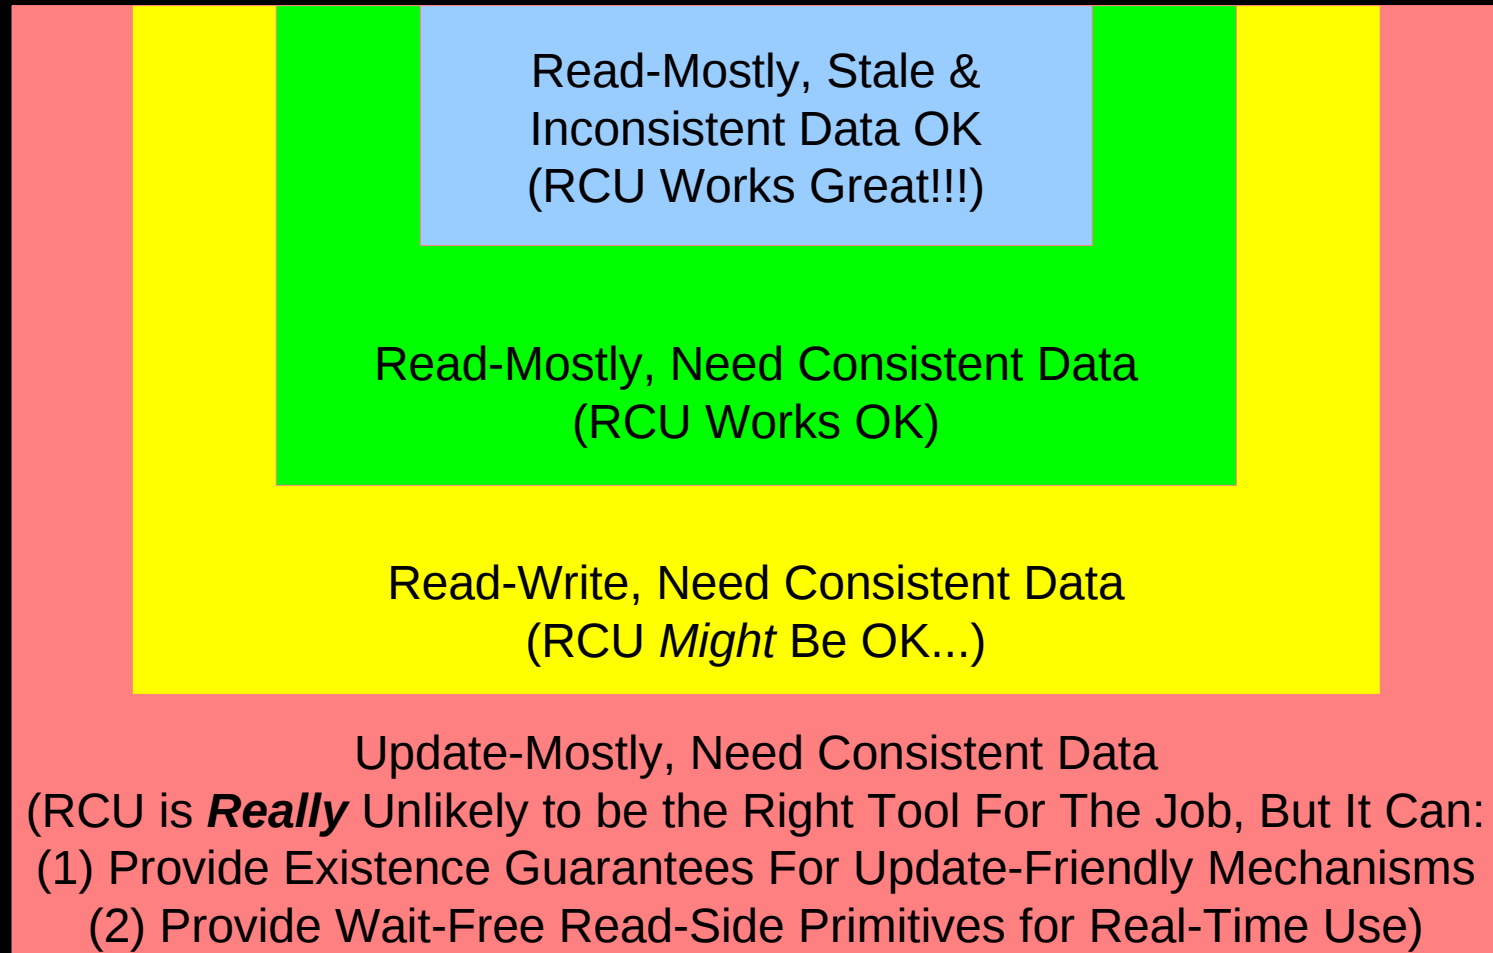 Read-Mostly, Stale &
Inconsistent Data OK
(RCU Works Great!!!)
Read-Mostly, Need Consistent Data
(RCU Works OK)
Read-Write, Need Consistent Data
(RCU Might Be OK...)
Update-Mostly, Need Consistent Data
(RCU is Really Unlikely to be the Right Tool For The Job, But It Can:
(1) Provide Existence Guarantees For Update-Friendly Mechanisms
(2) Provide Wait-Free Read-Side Primitives for Real-Time Use)